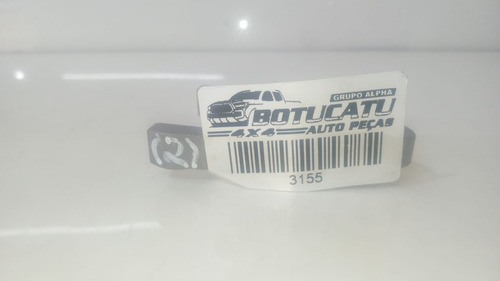 GRUPO ALPHA
BOTUCATU
4X4 AUTO PEÇAS
(2)
3155